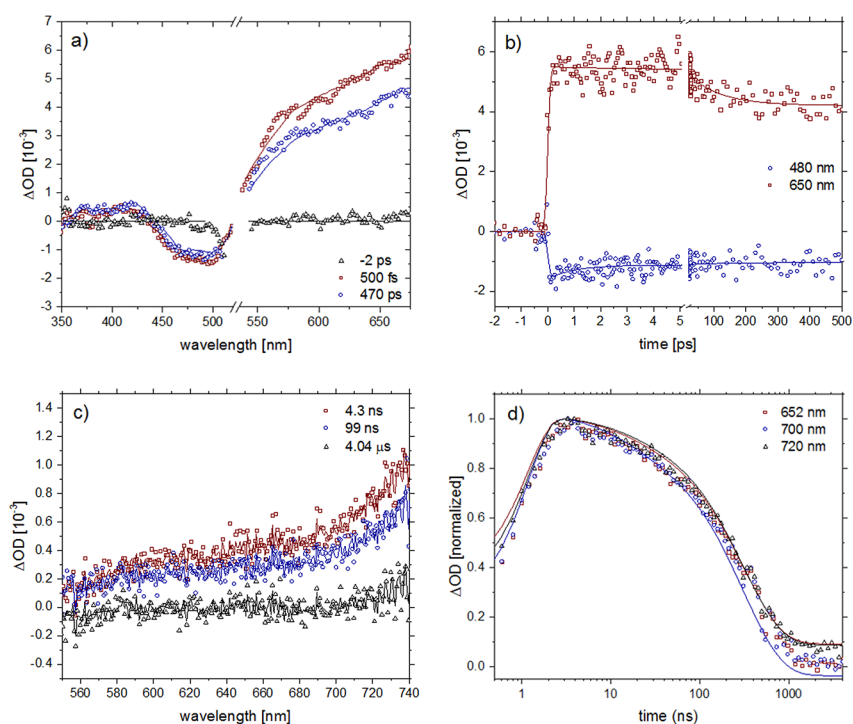 a)
ΔOD [10⁻³]
7
6
5
4
3
2
1
0
-1
-2
-3
-2 ps
500 fs
470 ps
350 400 450 500 550 600 650
wavelength [nm]
b)
ΔOD [10⁻³]
6
4
2
0
-2
480 nm
650 nm
-2 -1 0 1 2 3 4 5 100 200 300 400 500
time [ps]
c)
ΔOD [10⁻³]
1.4
1.2
1.0
0.8
0.6
0.4
0.2
0.0
-0.2
-0.4
4.3 ns
99 ns
4.04 μs
560 580 600 620 640 660 680 700 720 740
wavelength [nm]
d)
ΔOD [normalized]
1.0
0.8
0.6
0.4
0.2
0.0
652 nm
700 nm
720 nm
1 10 100 1000
time (ns)